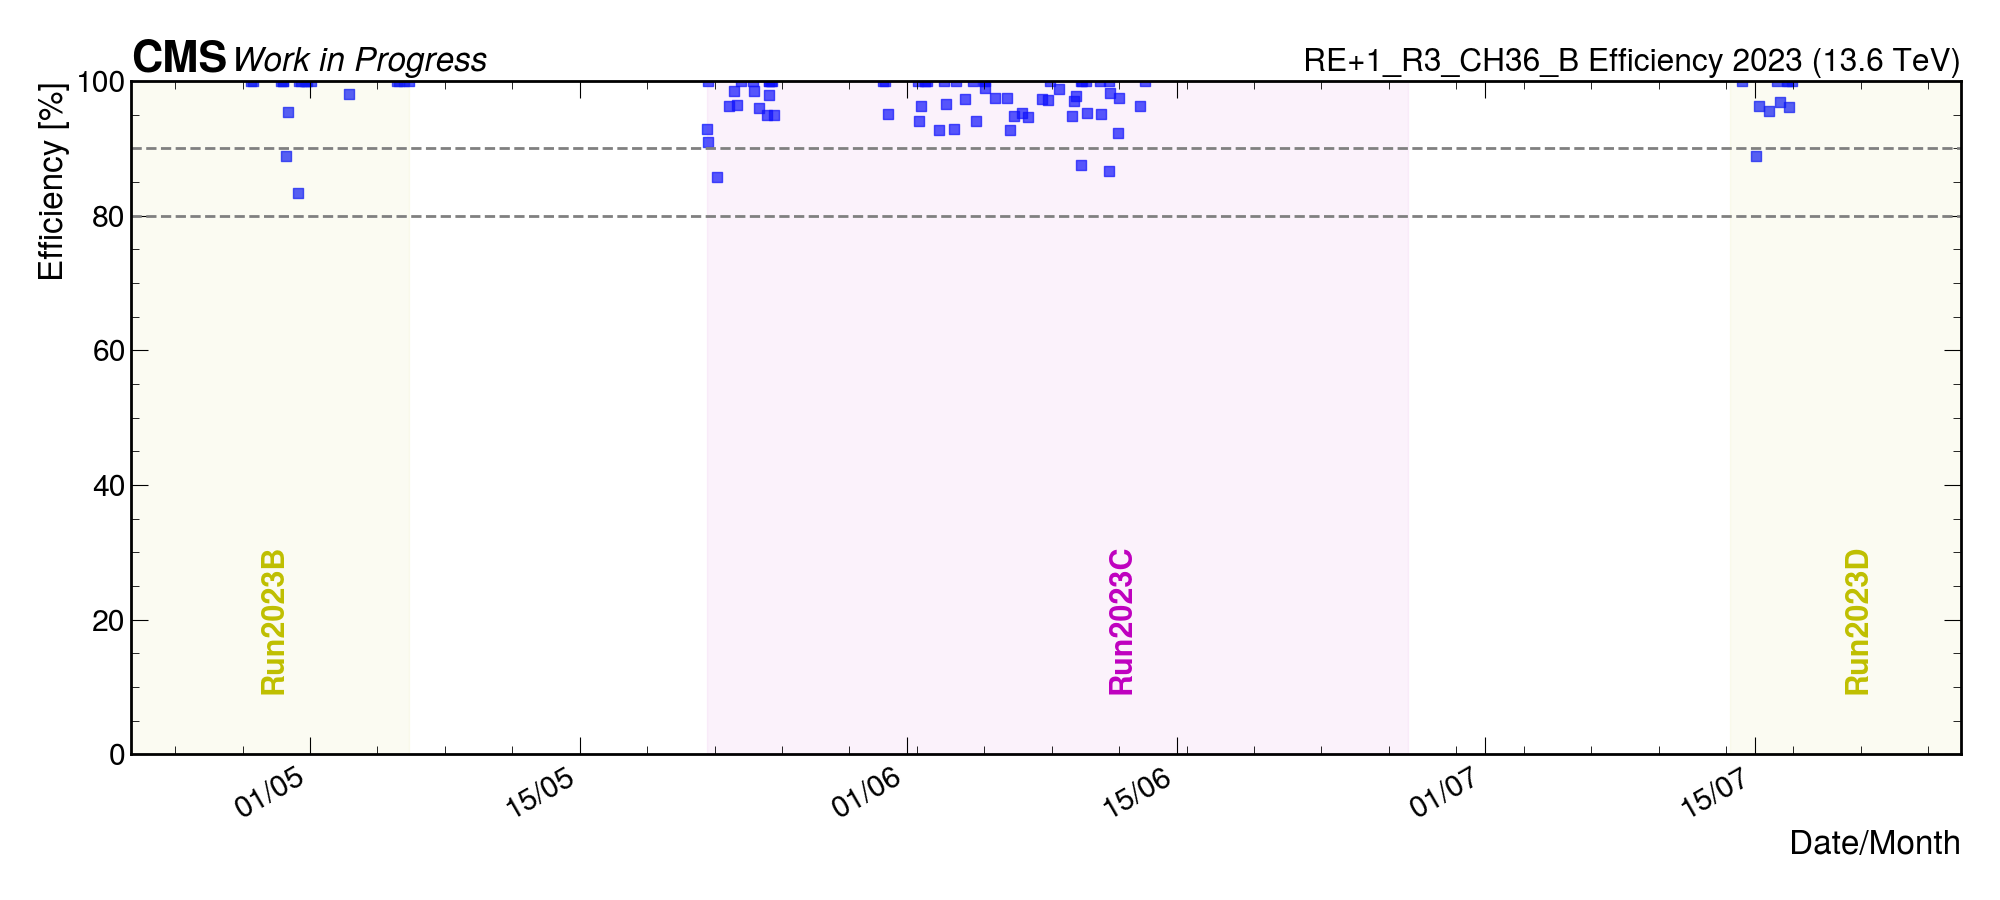 CMS Work in Progress
RE+1_R3_CH36_B Efficiency 2023 (13.6 TeV)
Efficiency [%]
100
80
60
40
20
0
Run2023B
Run2023C
Run2023D
01/05
15/05
01/06
15/06
01/07
15/07
Date/Month